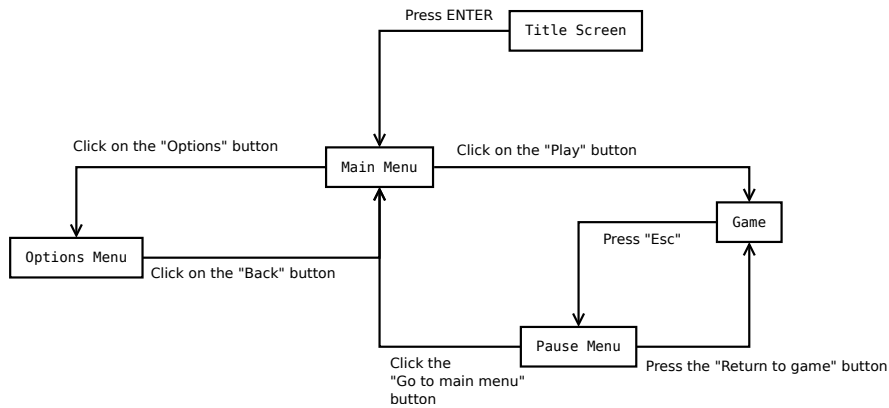 Press ENTER
Title Screen
Click on the "Options" button
Main Menu
Click on the "Play" button
Game
Press "Esc"
Options Menu
Click on the "Back" button
Pause Menu
Click the
"Go to main menu"
button
Press the "Return to game" button